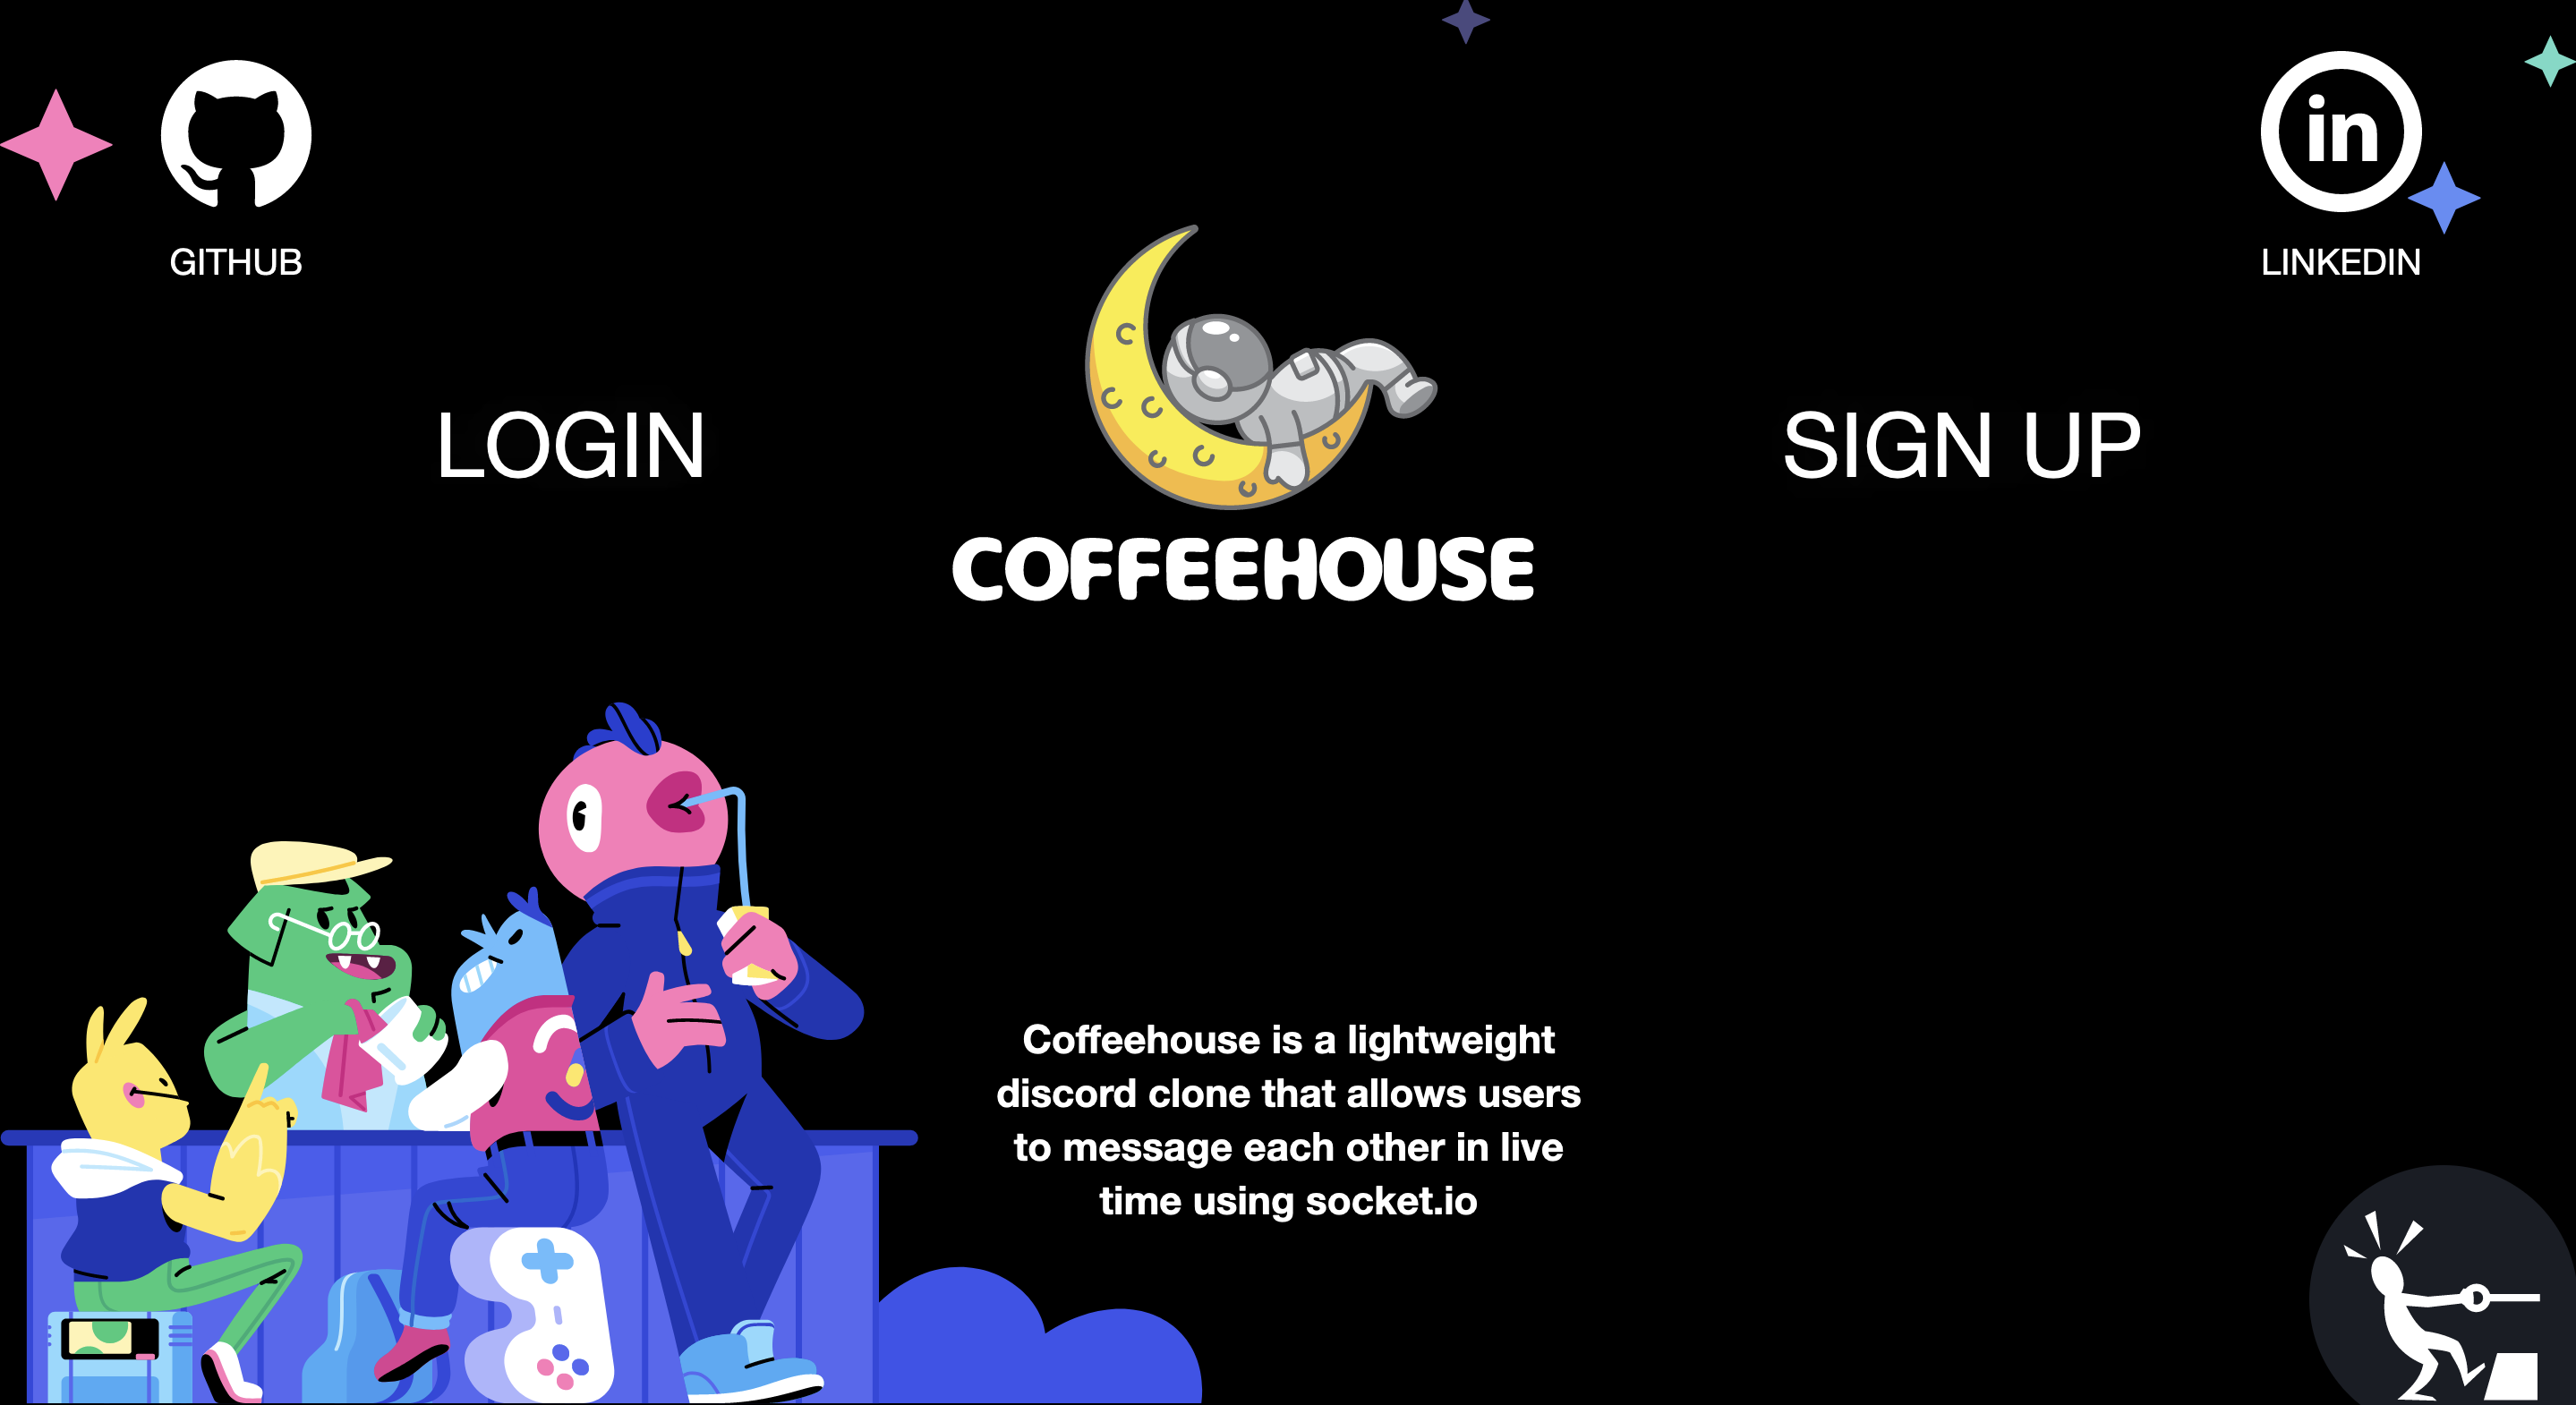 GITHUB
in
LINKEDIN
LOGIN
SIGN UP
COFFEEHOUSE
Coffeehouse is a lightweight
discord clone that allows users
to message each other in live
time using socket.io